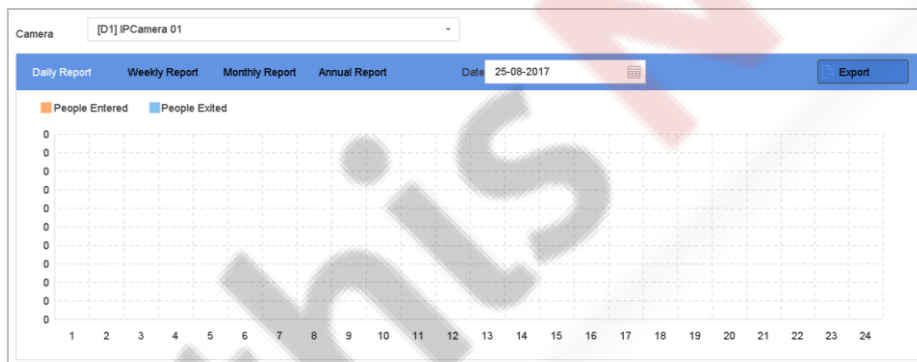 Camera [D1] IPCamera 01
Daily Report Weekly Report Monthly Report Annual Report Date 25-08-2017 Export
People Entered People Exited
0
0
0
0
0
0
0
0
0
0
0
1 2 3 4 5 6 7 8 9 10 11 12 13 14 15 16 17 18 19 20 21 22 23 24
this